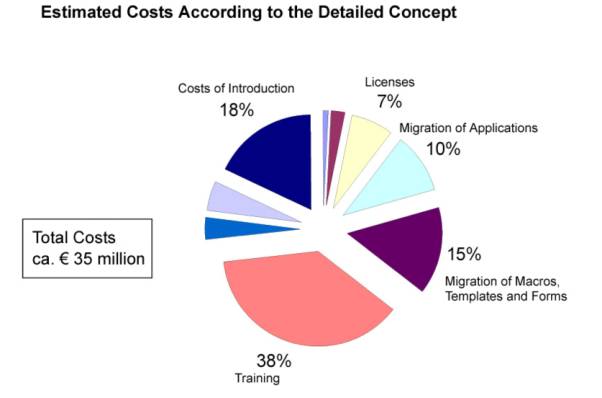 Estimated Costs According to the Detailed Concept
Licenses
7%
Costs of Introduction
18%
Migration of Applications
10%
Total Costs
ca. € 35 million
15%
Migration of Macros,
Templates and Forms
38%
Training